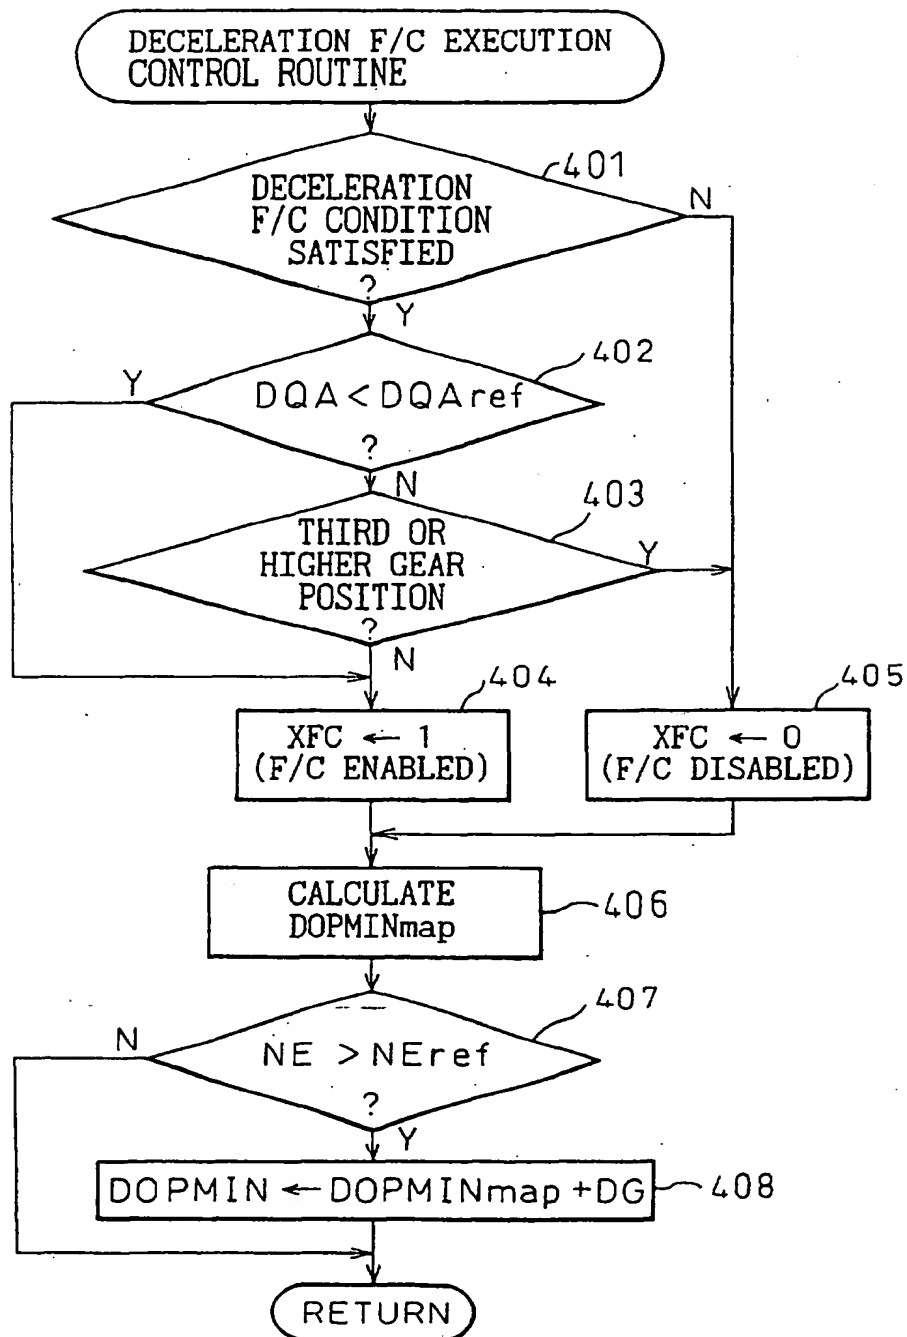 DECELERATION F/C EXECUTION
CONTROL ROUTINE
401
DECELERATION
F/C CONDITION
SATISFIED
?
N
Y
402
Y
DQA < DQAref
?
N
403
THIRD OR
HIGHER GEAR
POSITION
?
Y
N
404
XFC ← 1
(F/C ENABLED)
405
XFC ← 0
(F/C DISABLED)
CALCULATE
DOPMINmap
406
407
N
NE > NEref
?
Y
DOPMIN ← DOPMINmap + DG
408
RETURN